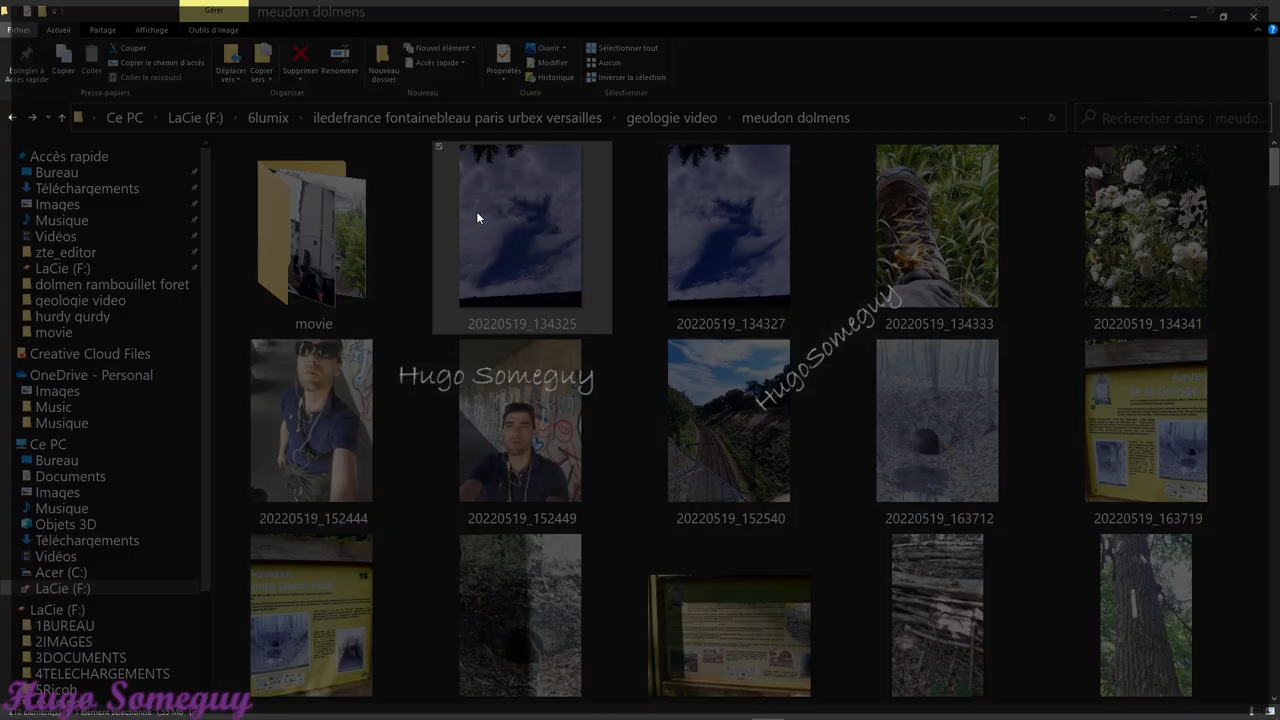 Gérer
meudon dolmens
Fichier
Accueil
Partage
Affichage
Outils d'image
Épingler à
Accès rapide
Copier
Coller
Couper
Copier le chemin d'accès
Coller le raccourci
Presse-papiers
Déplacer
vers
Copier
vers
Supprimer
Renommer
Organiser
Nouveau
dossier
Nouvel élément
Accès rapide
Nouveau
Propriétés
Ouvrir
Modifier
Historique
Ouvrir
Sélectionner tout
Aucun
Inverser la sélection
Sélectionner
Ce PC
LaCie (F:)
6lumix
iledefrance fontainebleau paris urbex versailles
geologie video
meudon dolmens
Rechercher dans : meudo...
Accès rapide
Bureau
Téléchargements
Images
Musique
Vidéos
zte_editor
LaCie (F:)
dolmen rambouillet foret
geologie video
hurdy qurdy
movie
Creative Cloud Files
OneDrive - Personal
Images
Music
Musique
Ce PC
Bureau
Documents
Images
Musique
Objets 3D
Téléchargements
Vidéos
Acer (C:)
LaCie (F:)
LaCie (F:)
1BUREAU
2IMAGES
3DOCUMENTS
4TELECHARGEMENTS
5Ricoh
movie
20220519_134325
20220519_134327
20220519_134333
20220519_134341
Hugo Someguy
HugoSomeguy
20220519_152444
20220519_152449
20220519_152540
20220519_163712
20220519_163719
16
Hugo Someguy